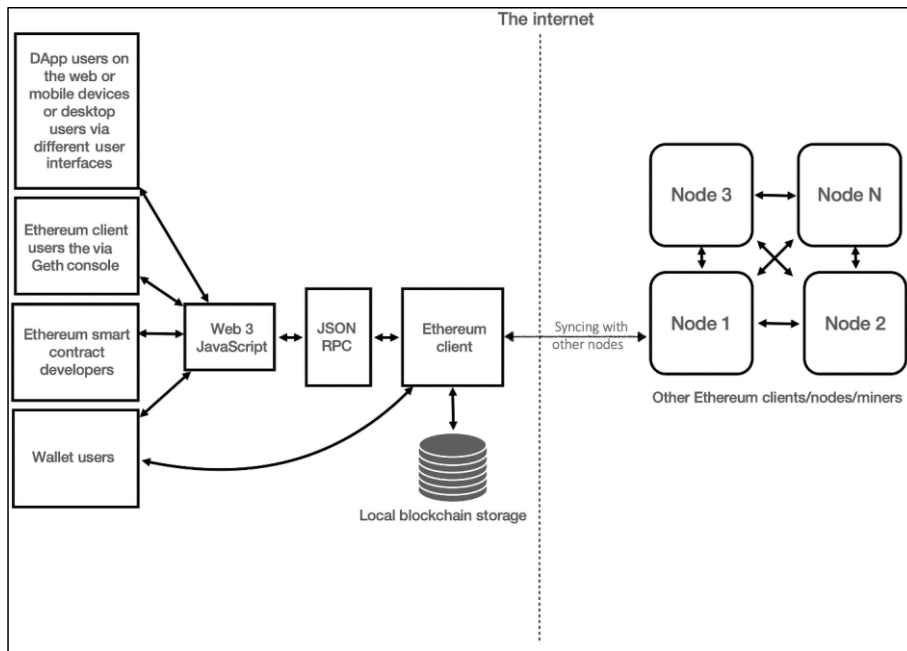 The internet
DApp users on
the web or
mobile devices
or desktop
users via
different user
interfaces
Ethereum client
users the via
Geth console
Ethereum smart
contract
developers
Wallet users
Web 3
JavaScript
JSON
RPC
Ethereum
client
Local blockchain storage
Syncing with
other nodes
Node 3
Node N
Node 1
Node 2
Other Ethereum clients/nodes/miners